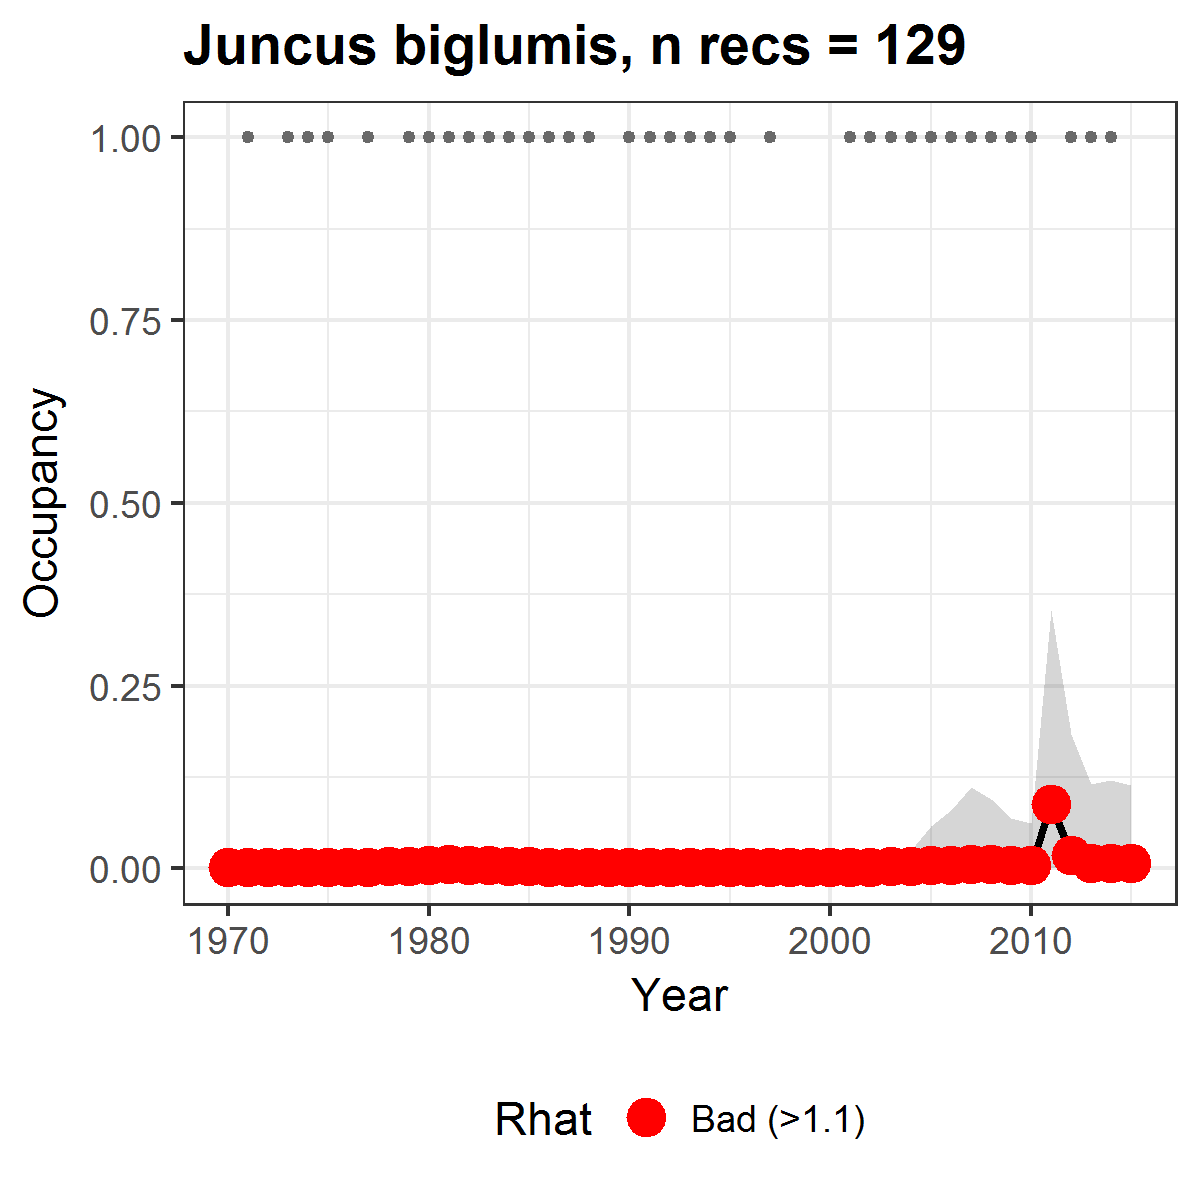 Juncus biglumis, n recs = 129
1.00
0.75
0.50
0.25
0.00
Occupancy
1970 1980 1990 2000 2010
Year
Rhat Bad (>1.1)